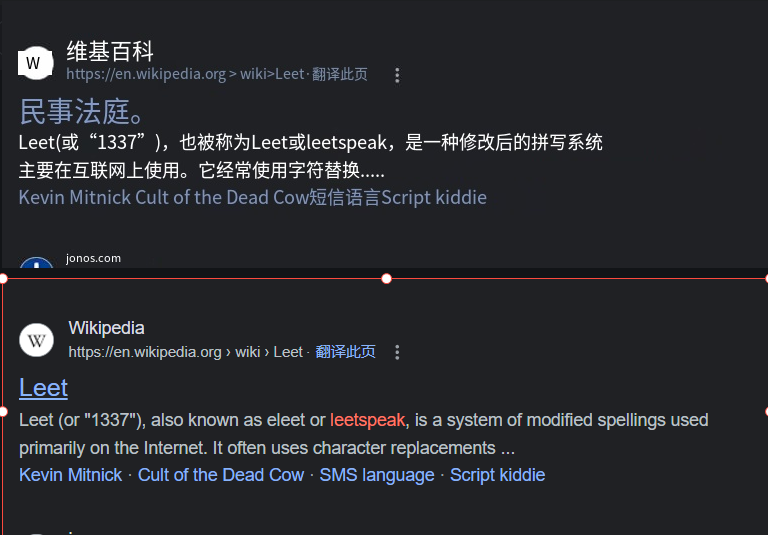 W
维基百科
https://en.wikipedia.org > wiki>Leet·翻译此页
民事法庭。
Leet(或“1337”)，也被称为Leet或leetspeak，是一种修改后的拼写系统
主要在互联网上使用。它经常使用字符替换.....
Kevin Mitnick Cult of the Dead Cow短信语言Script kiddie
jonos.com
W
Wikipedia
https://en.wikipedia.org › wiki › Leet · 翻译此页
Leet
Leet (or "1337"), also known as eleet or leetspeak, is a system of modified spellings used
primarily on the Internet. It often uses character replacements ...
Kevin Mitnick · Cult of the Dead Cow · SMS language · Script kiddie